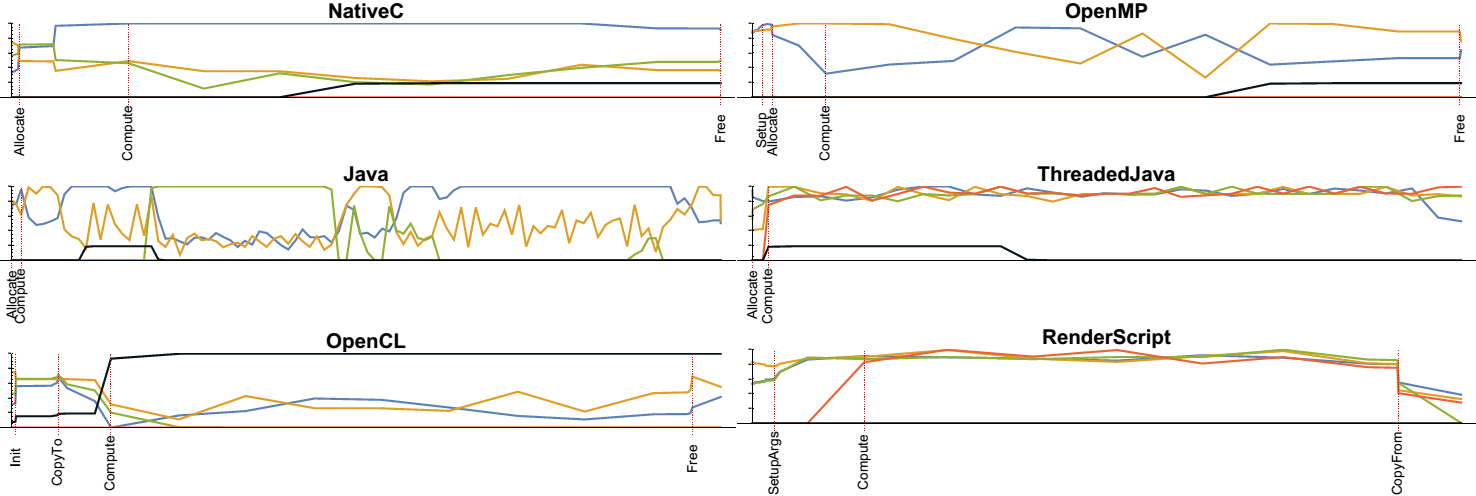 NativeC
Allocate
Compute
Free
OpenMP
Setup
Allocate
Compute
Free
Java
Allocate
Compute
ThreadedJava
Allocate
Compute
OpenCL
Init
CopyTo
Compute
Free
RenderScript
SetupArgs
Compute
CopyFrom